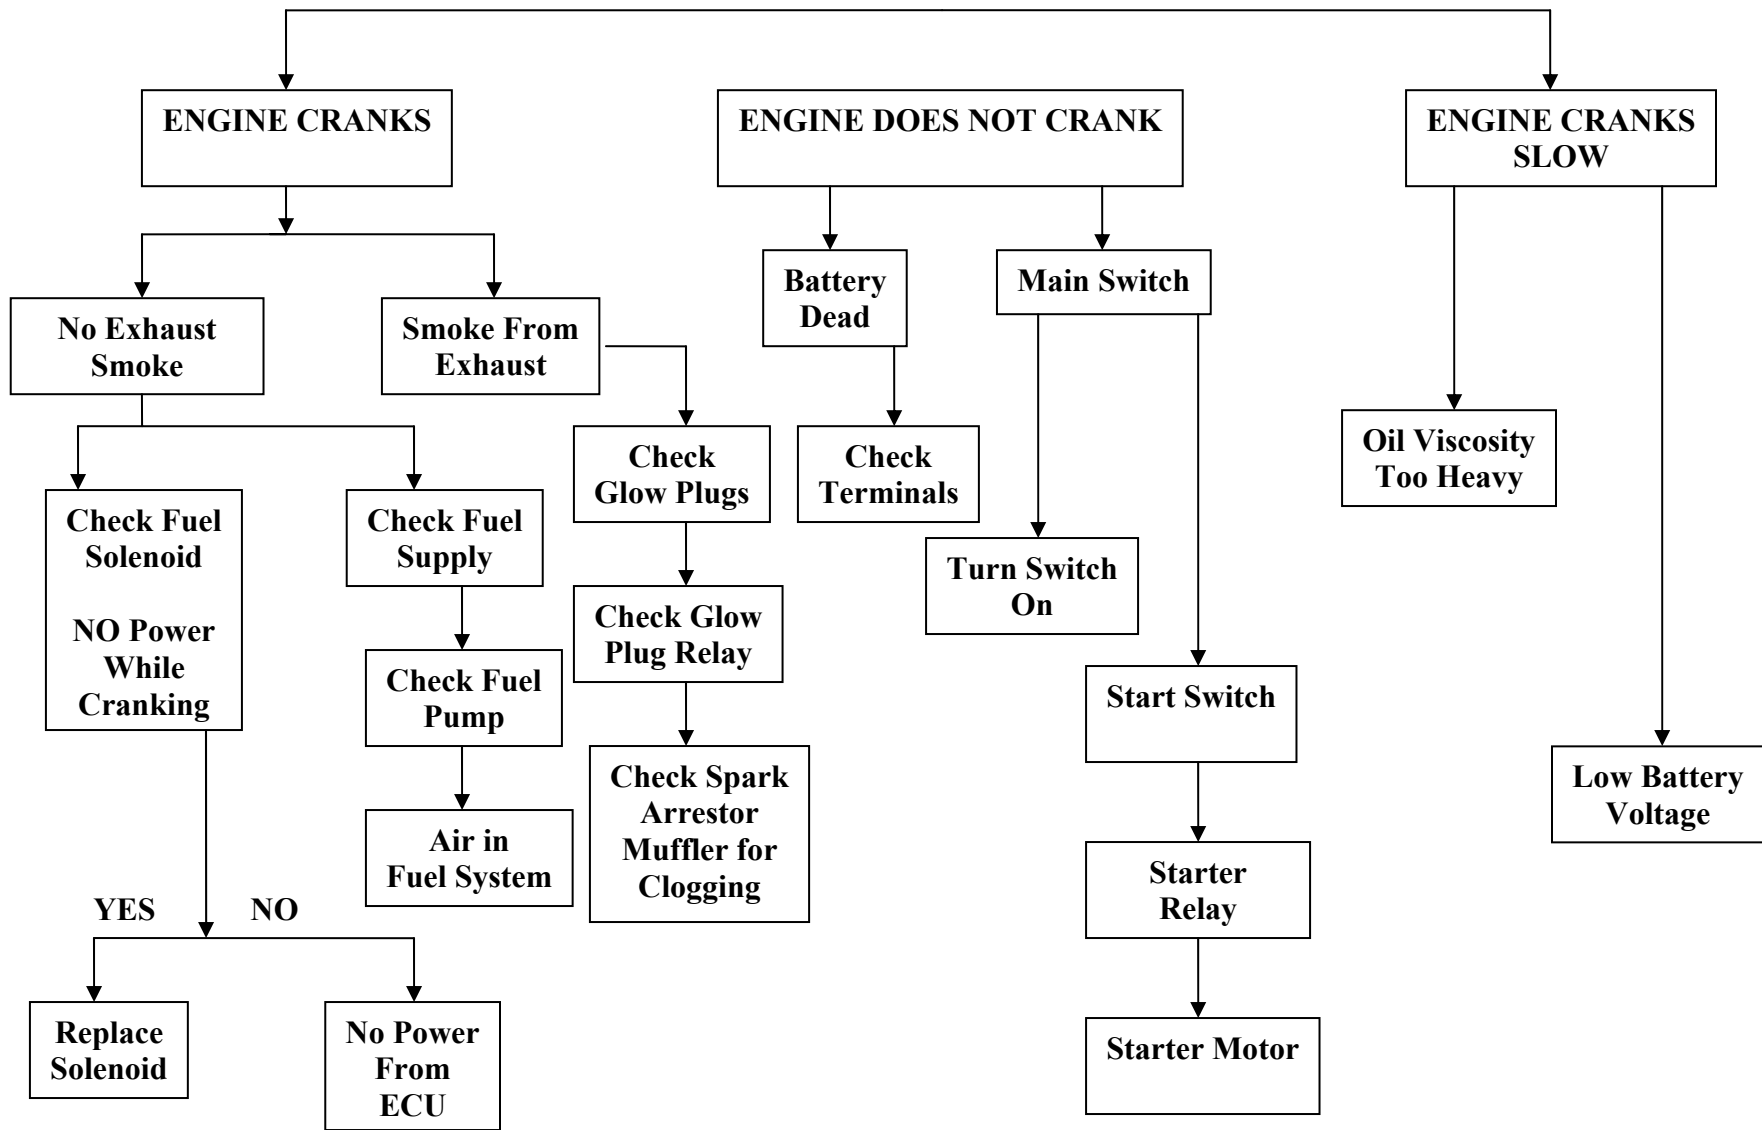 ENGINE CRANKS
ENGINE DOES NOT CRANK
ENGINE CRANKS
SLOW
Battery
Dead
Main Switch
No Exhaust
Smoke
Smoke From
Exhaust
Check
Glow Plugs
Check
Terminals
Oil Viscosity
Too Heavy
Check Fuel
Solenoid
NO Power
While
Cranking
Check Fuel
Supply
Turn Switch
On
Check Glow
Plug Relay
Check Fuel
Pump
Start Switch
Check Spark
Arrestor
Muffler for
Clogging
Low Battery
Voltage
Air in
Fuel System
Starter
Relay
YES
NO
Replace
Solenoid
No Power
From
ECU
Starter Motor